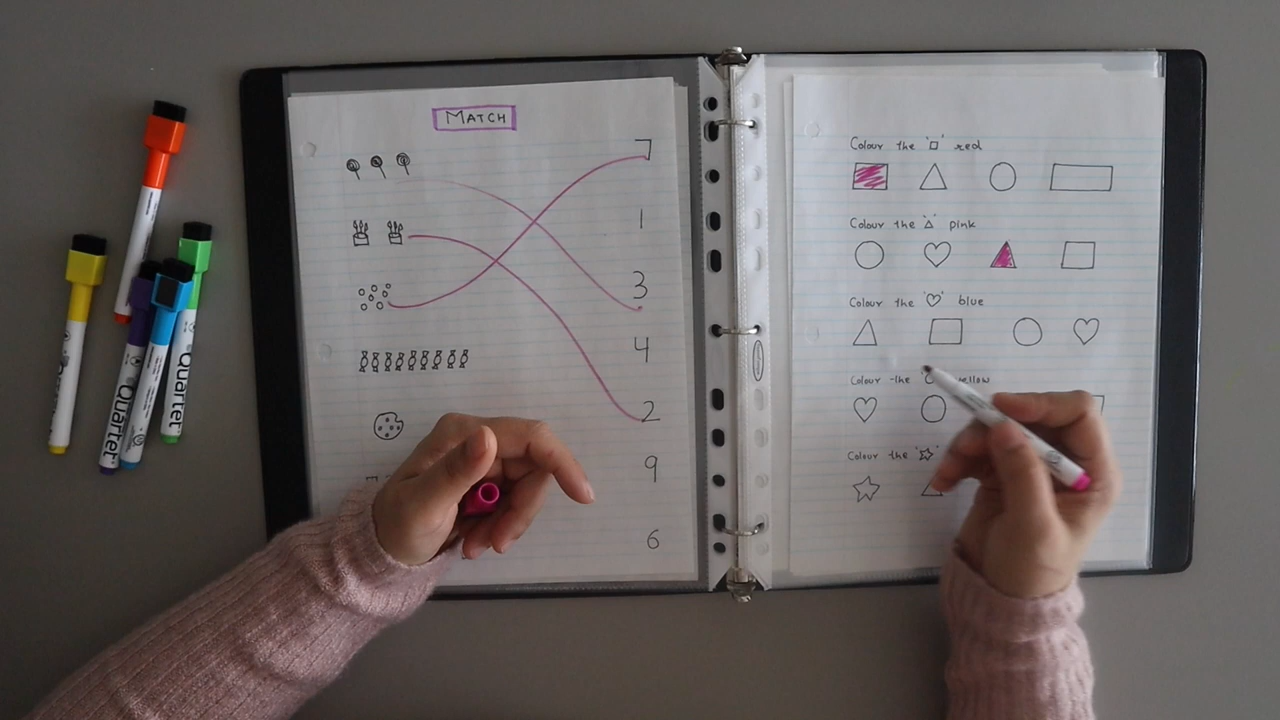 MATCH
7
1
3
4
2
9
6
Colour the '□' red
Colour the '△' pink
Colour the '♡' blue
Colour the yellow
Colour the '☆'
Quartet
Quartet